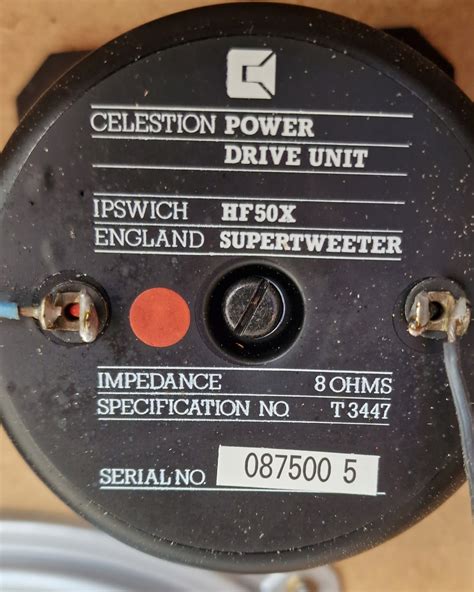 CELESTION POWER
DRIVE UNIT
IPSWICH HF50X
ENGLAND SUPERTWEETER
IMPEDANCE 8 OHMS
SPECIFICATION NO. T 3447
SERIAL NO. 087500 5